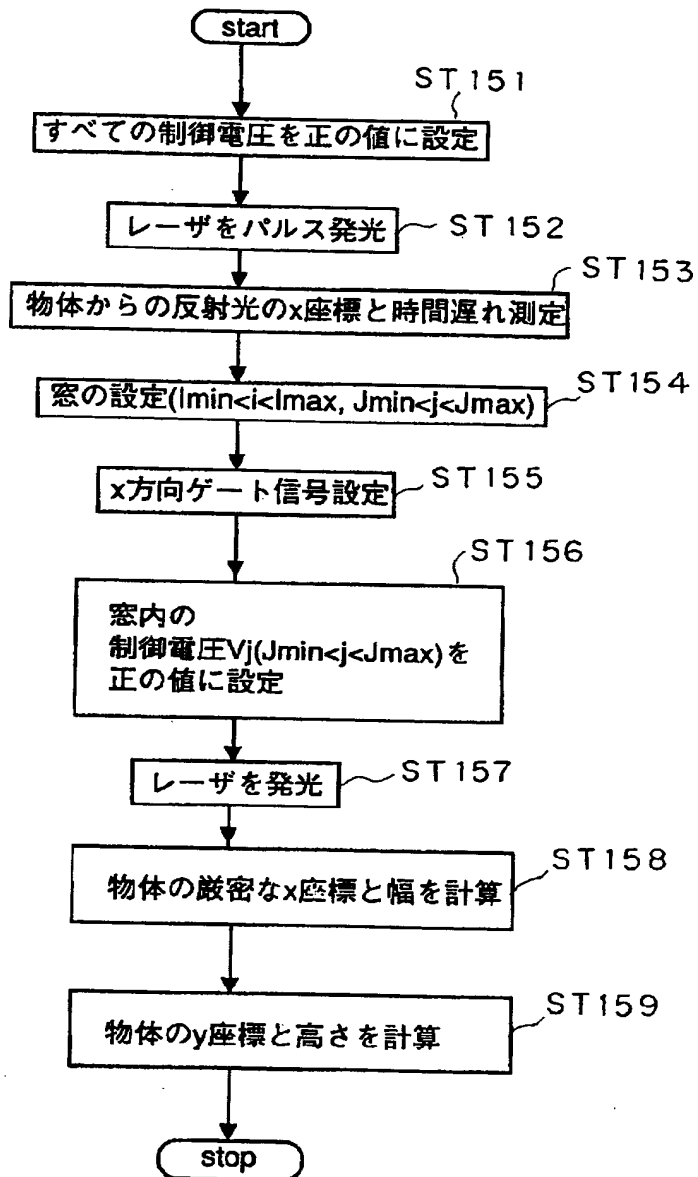 start
ST151
すべての制御電圧を正の値に設定
レーザをパルス発光
ST152
ST153
物体からの反射光のx座標と時間遅れ測定
ST154
窓の設定(Imin<i<Imax, Jmin<j<Jmax)
x方向ゲート信号設定
ST155
ST156
窓内の
制御電圧Vj(Jmin<j<Jmax)を
正の値に設定
レーザを発光
ST157
物体の厳密なx座標と幅を計算
ST158
物体のy座標と高さを計算
ST159
stop